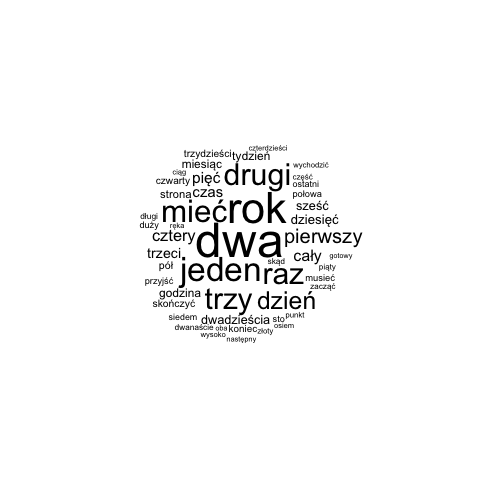 czterdzieści
trzydzieści tydzień
miesiąc wychodzić
ciąg pięć drugi część
czwarty ostatni
strona czas połowa
mieć rok sześć
długi dziesięć
duży ręka
cztery dwa pierwszy
trzeci cały gotowy
pół jeden skąd piąty
przyjść raz musieć
zacząć
godzina trzy dzień
skończyć
siedem dwadzieścia sto punkt
dwanaście oba koniec złoty osiem
wysoko następny